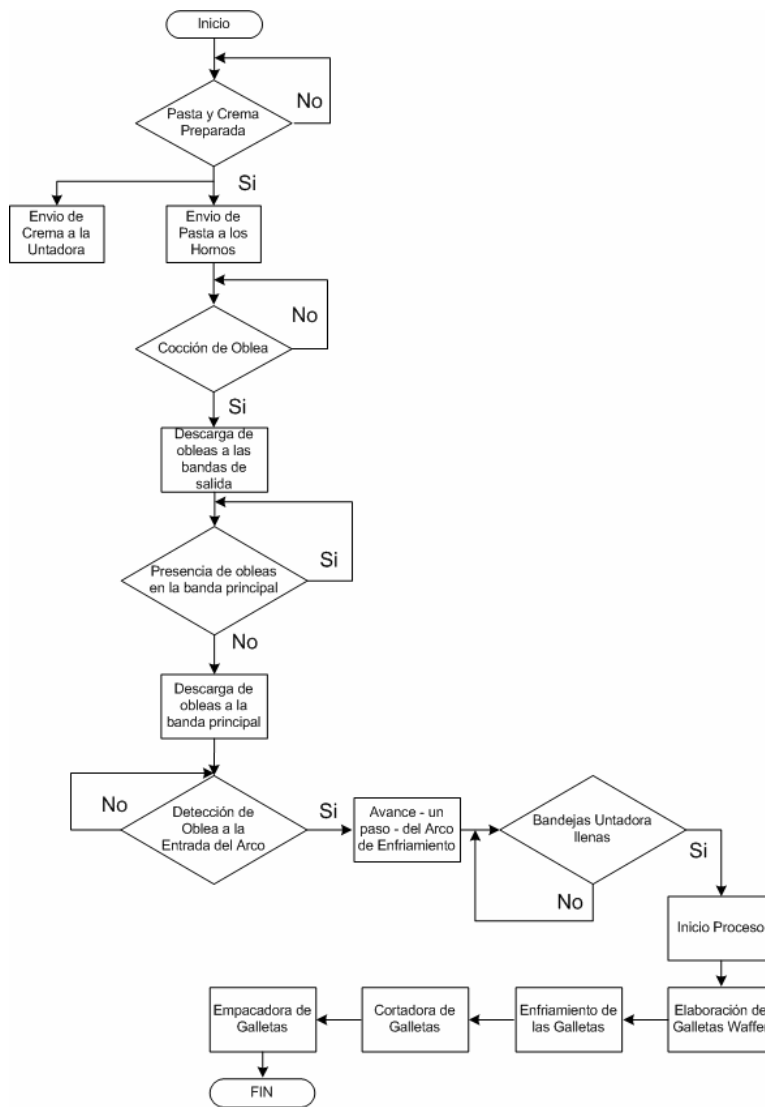 Inicio
No
Pasta y Crema
Preparada
Si
Envio de
Crema a la
Untadora
Envio de
Pasta a los
Hornos
No
Cocción de Oblea
Si
Descarga de
obleas a las
bandas de
salida
Si
Presencia de obleas
en la banda principal
No
Descarga de
obleas a la
banda principal
No
Detección de
Oblea a la
Entrada del Arco
Si
Avance - un
paso - del Arco
de Enfriamiento
Bandejas Untadora
llenas
Si
No
Inicio Proceso
Elaboración de
Galletas Waffer
Enfriamiento de
las Galletas
Cortadora de
Galletas
Empacadora de
Galletas
FIN